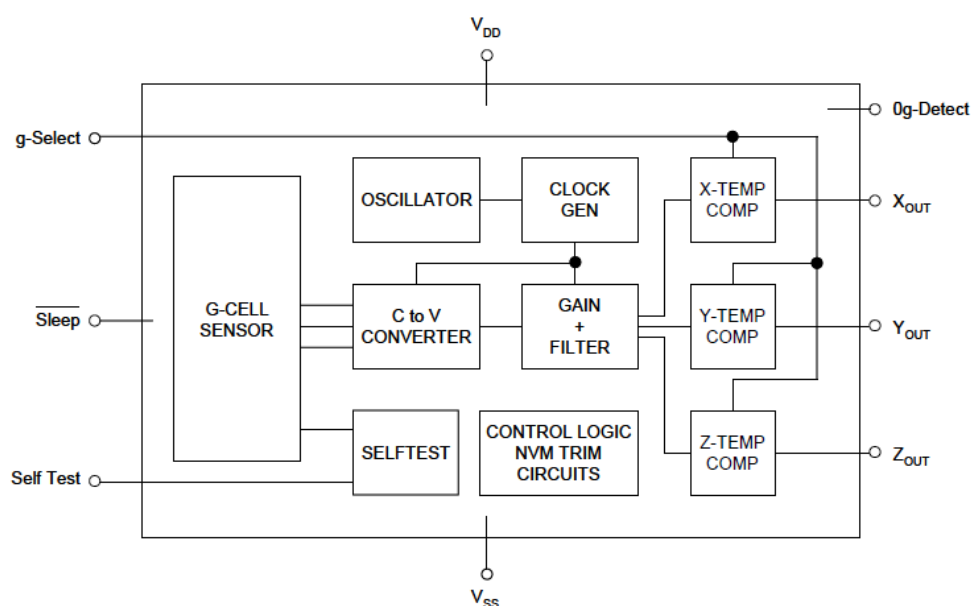 VDD
0g-Detect
g-Select
OSCILLATOR
CLOCK
GEN
X-TEMP
COMP
XOUT
G-CELL
SENSOR
Sleep
C to V
CONVERTER
GAIN
+
FILTER
Y-TEMP
COMP
YOUT
SELFTEST
CONTROL LOGIC
NVM TRIM
CIRCUITS
Z-TEMP
COMP
ZOUT
Self Test
VSS